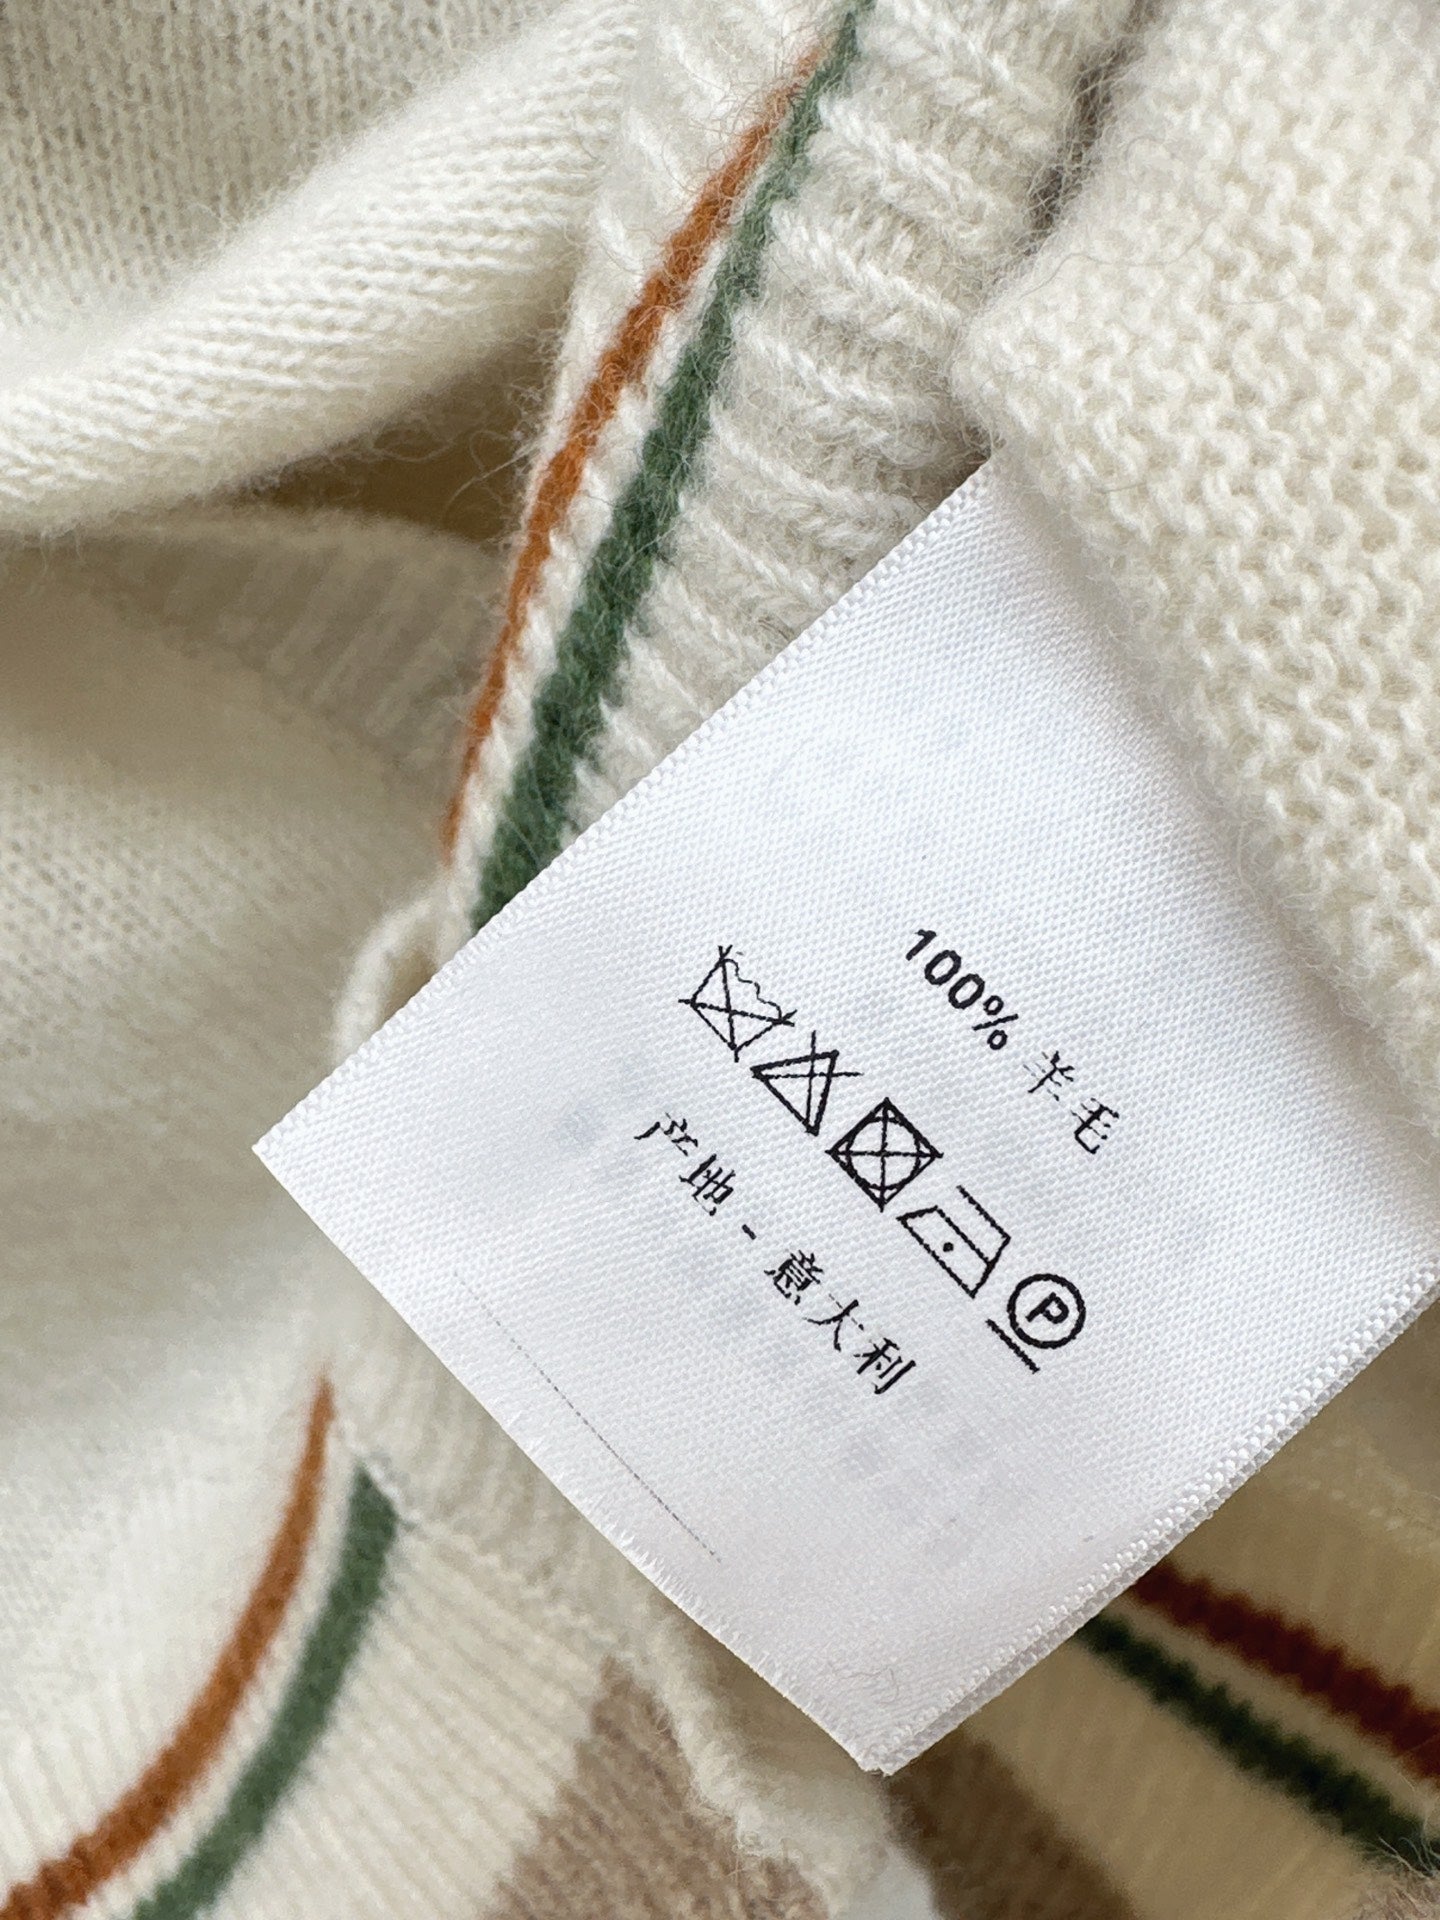 100% 羊毛
P
产地 - 意大利